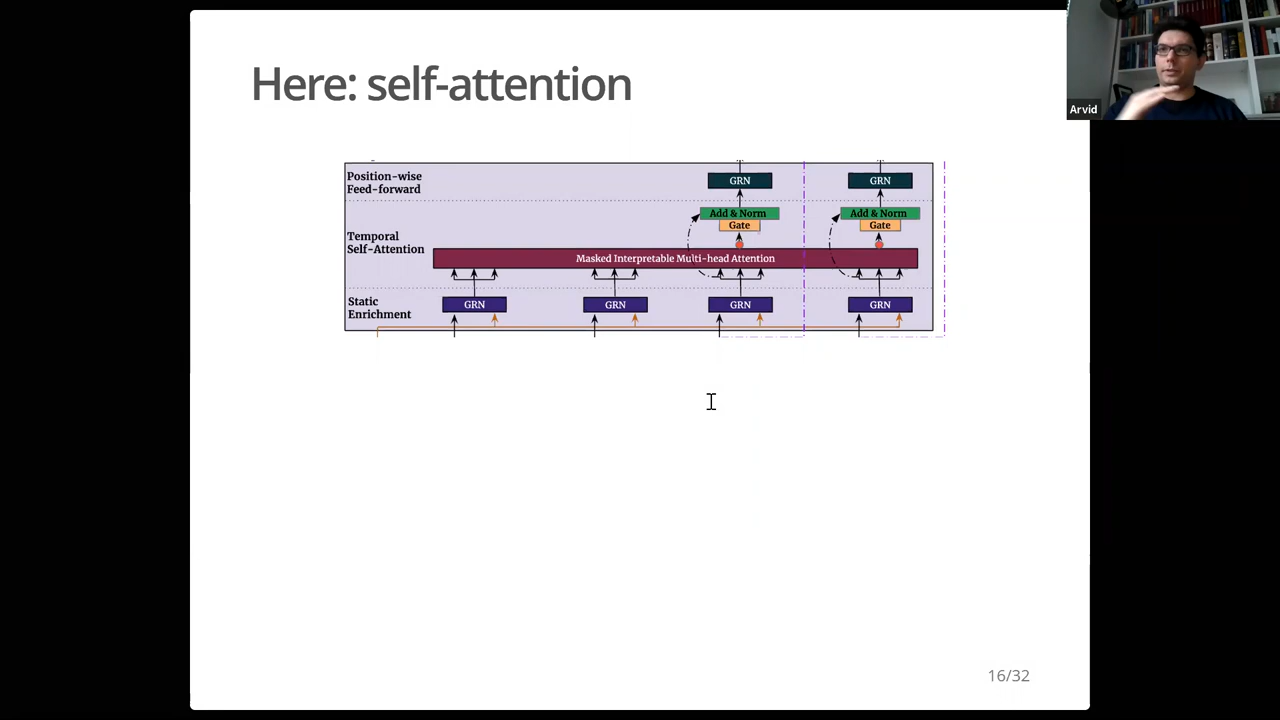 Here: self-attention
Arvid
Position-wise
Feed-forward
GRN
GRN
Add & Norm
Add & Norm
Gate
Gate
Temporal
Self-Attention
Masked Interpretable Multi-head Attention
Static
Enrichment
GRN
GRN
GRN
GRN
16/32